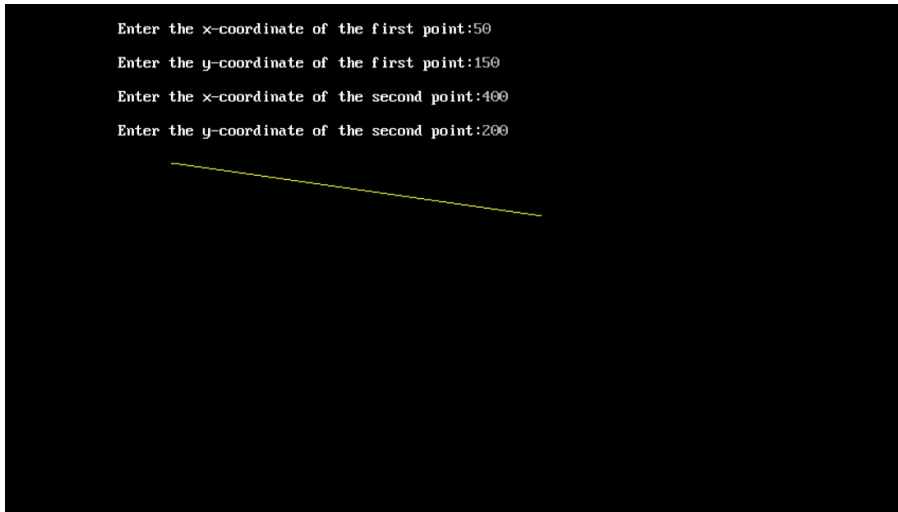 Enter the x-coordinate of the first point:50
Enter the y-coordinate of the first point:150
Enter the x-coordinate of the second point:400
Enter the y-coordinate of the second point:200